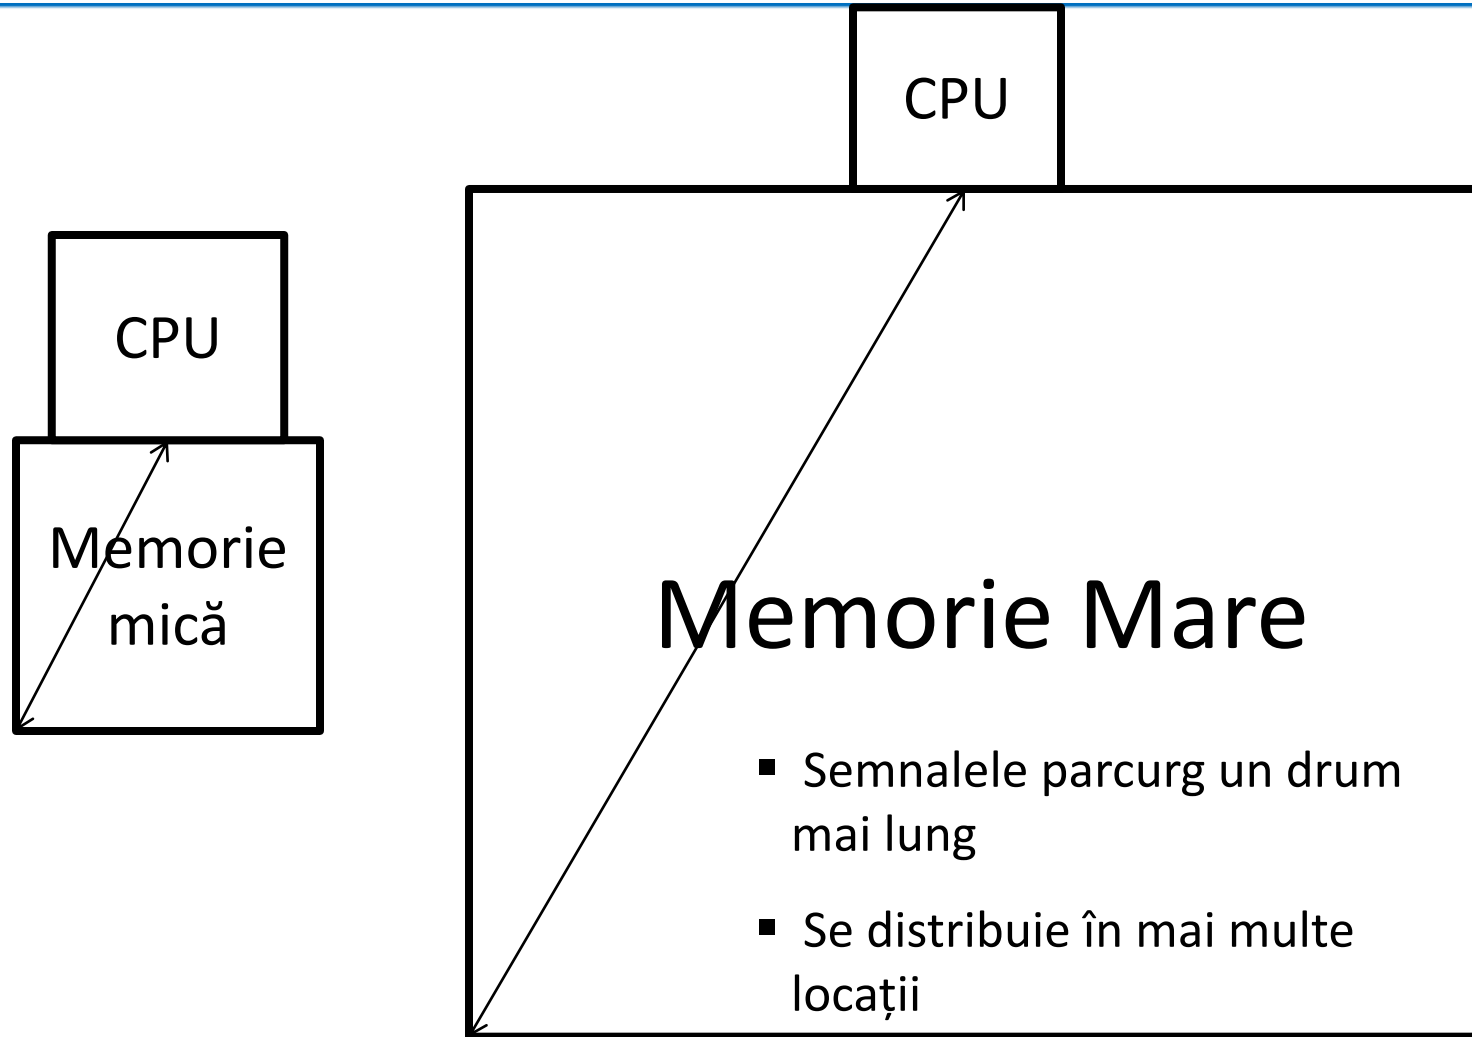 CPU
CPU
Memorie
mică
Memorie Mare
▪ Semnalele parcurg un drum
mai lung
▪ Se distribuie în mai multe
locații